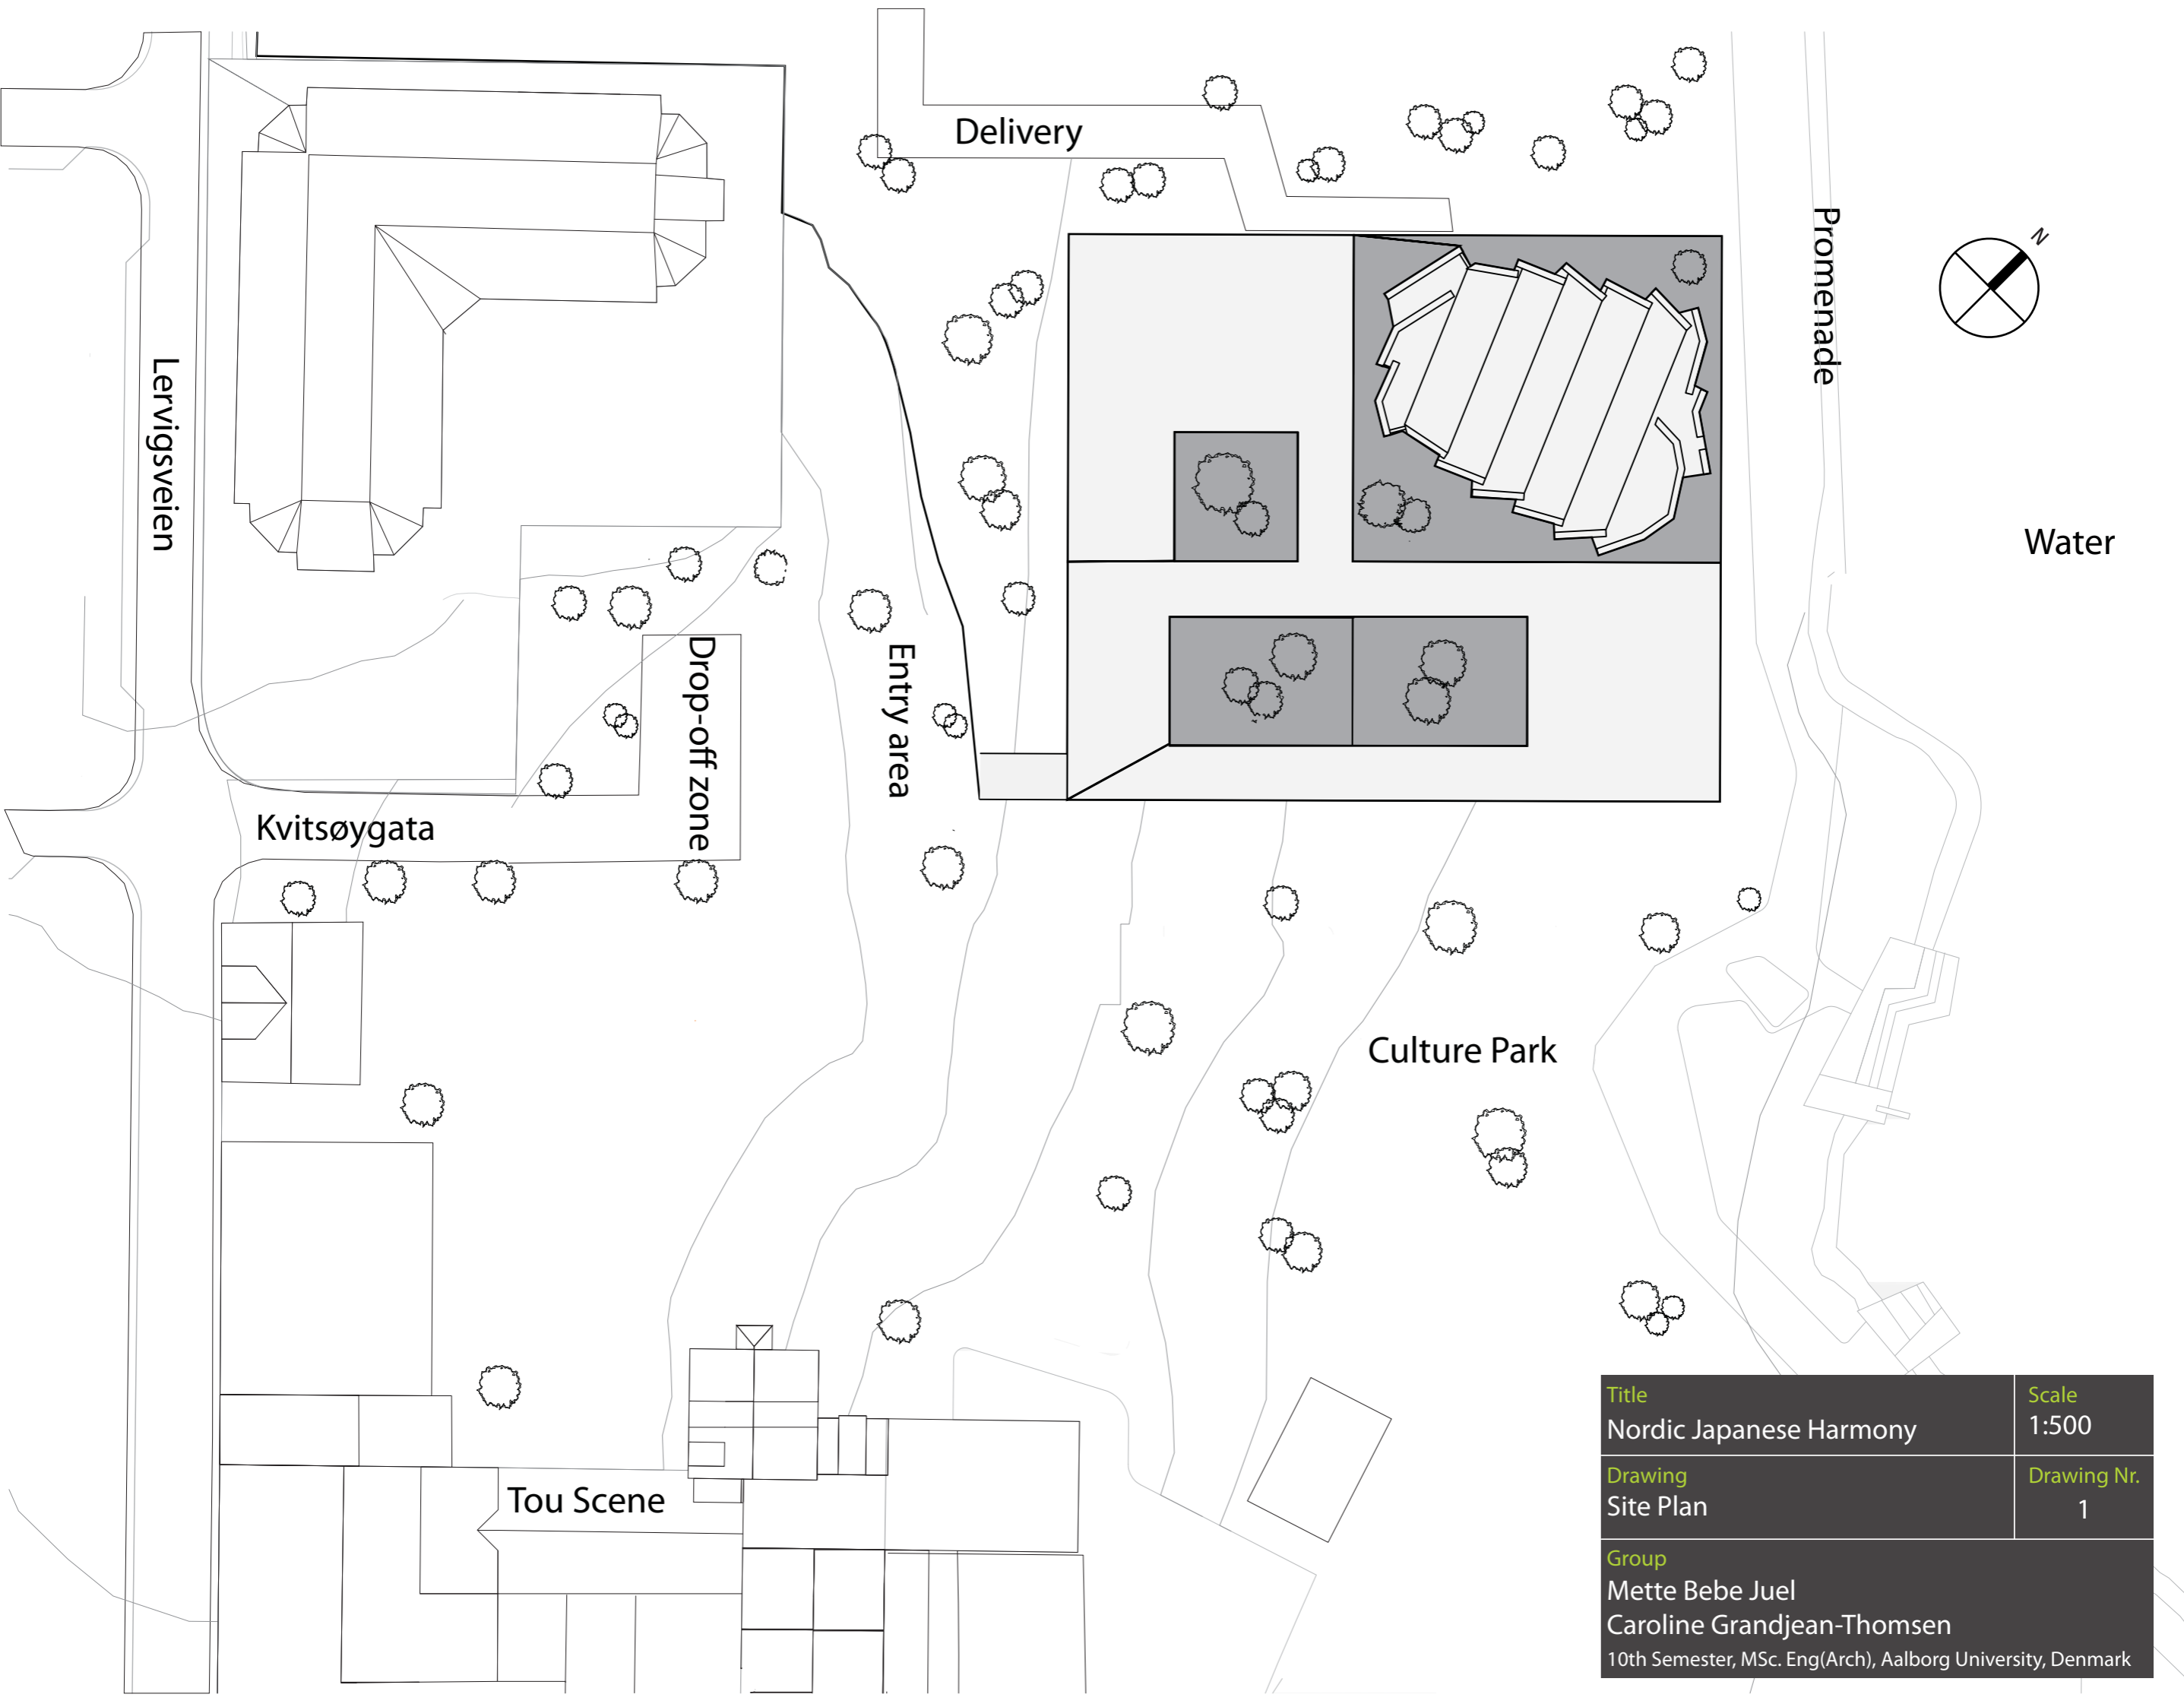 Delivery
N
Promenade
Lervigsveien
Water
Drop-off zone
Entry area
Kvitsøygata
Culture Park
Tou Scene
Title
Nordic Japanese Harmony
Scale
1:500
Drawing
Site Plan
Drawing Nr.
1
Group
Mette Bebe Juel
Caroline Grandjean-Thomsen
10th Semester, MSc. Eng(Arch), Aalborg University, Denmark